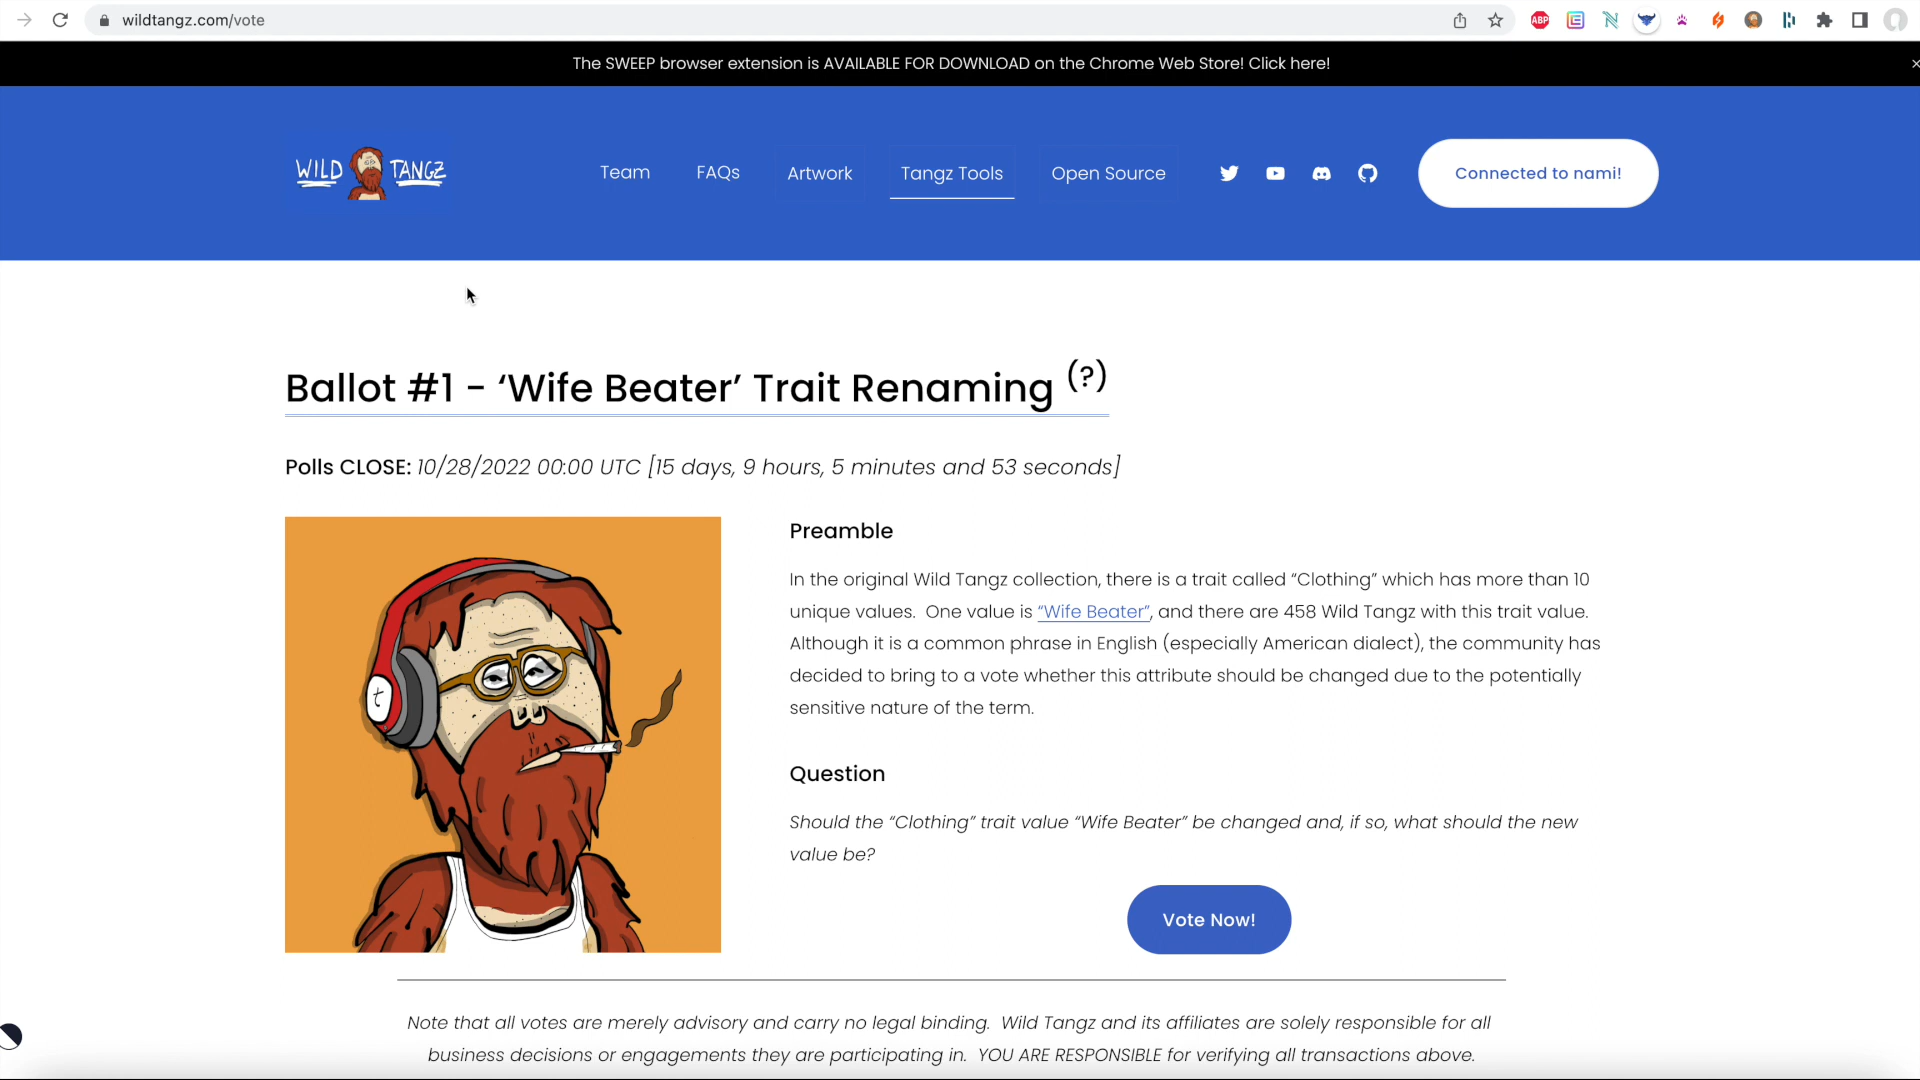 wildtangz.com/vote
ABP
The SWEEP browser extension is AVAILABLE FOR DOWNLOAD on the Chrome Web Store! Click here!
WILD TANGZ
Team FAQs Artwork Tangz Tools Open Source Connected to nami!
Ballot #1 - ‘Wife Beater’ Trait Renaming (?)
Polls CLOSE: 10/28/2022 00:00 UTC [15 days, 9 hours, 5 minutes and 53 seconds]
Preamble
In the original Wild Tangz collection, there is a trait called “Clothing” which has more than 10
unique values. One value is “Wife Beater”, and there are 458 Wild Tangz with this trait value.
Although it is a common phrase in English (especially American dialect), the community has
decided to bring to a vote whether this attribute should be changed due to the potentially
sensitive nature of the term.
t
Question
Should the “Clothing” trait value “Wife Beater” be changed and, if so, what should the new
value be?
Vote Now!
Note that all votes are merely advisory and carry no legal binding. Wild Tangz and its affiliates are solely responsible for all
business decisions or engagements they are participating in. YOU ARE RESPONSIBLE for verifying all transactions above.